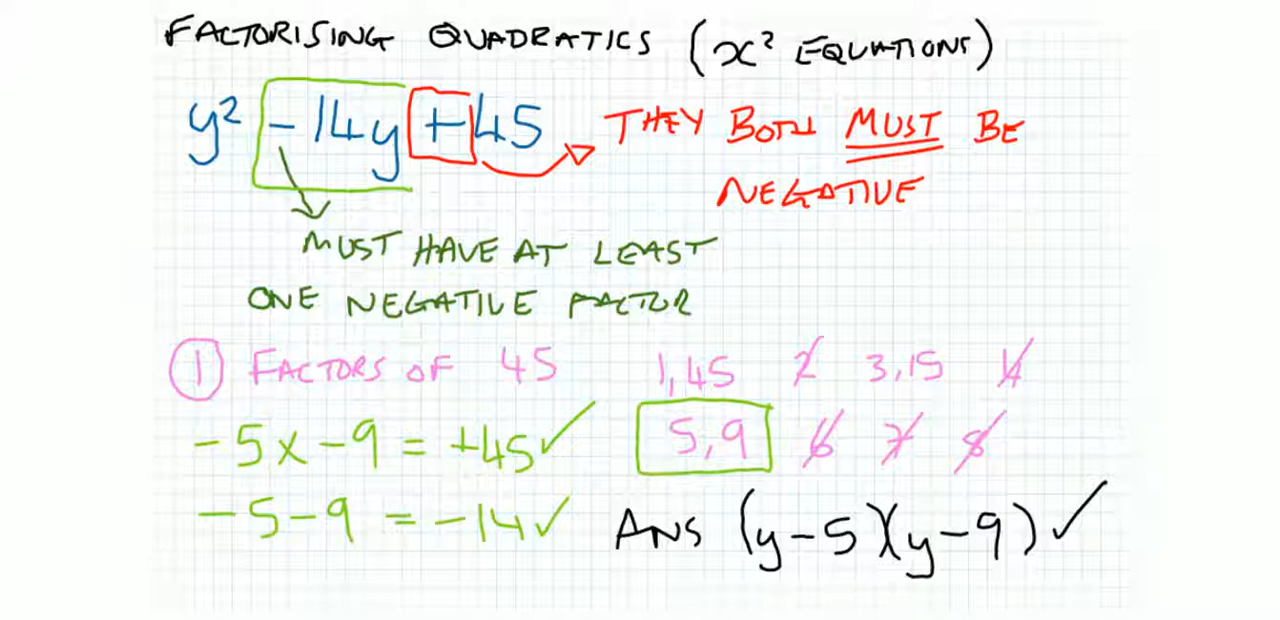 FACTORISING QUADRATICS (x² EQUATIONS)
y² -14y +45 THEY BOTH MUST BE
NEGATIVE
MUST HAVE AT LEAST
ONE NEGATIVE FACTOR
1 FACTORS OF 45 1,45 2 3,15 4
-5x-9 = +45✓ 5,9 6 7 8
-5-9 = -14✓ ANS (y-5)(y-9) ✓